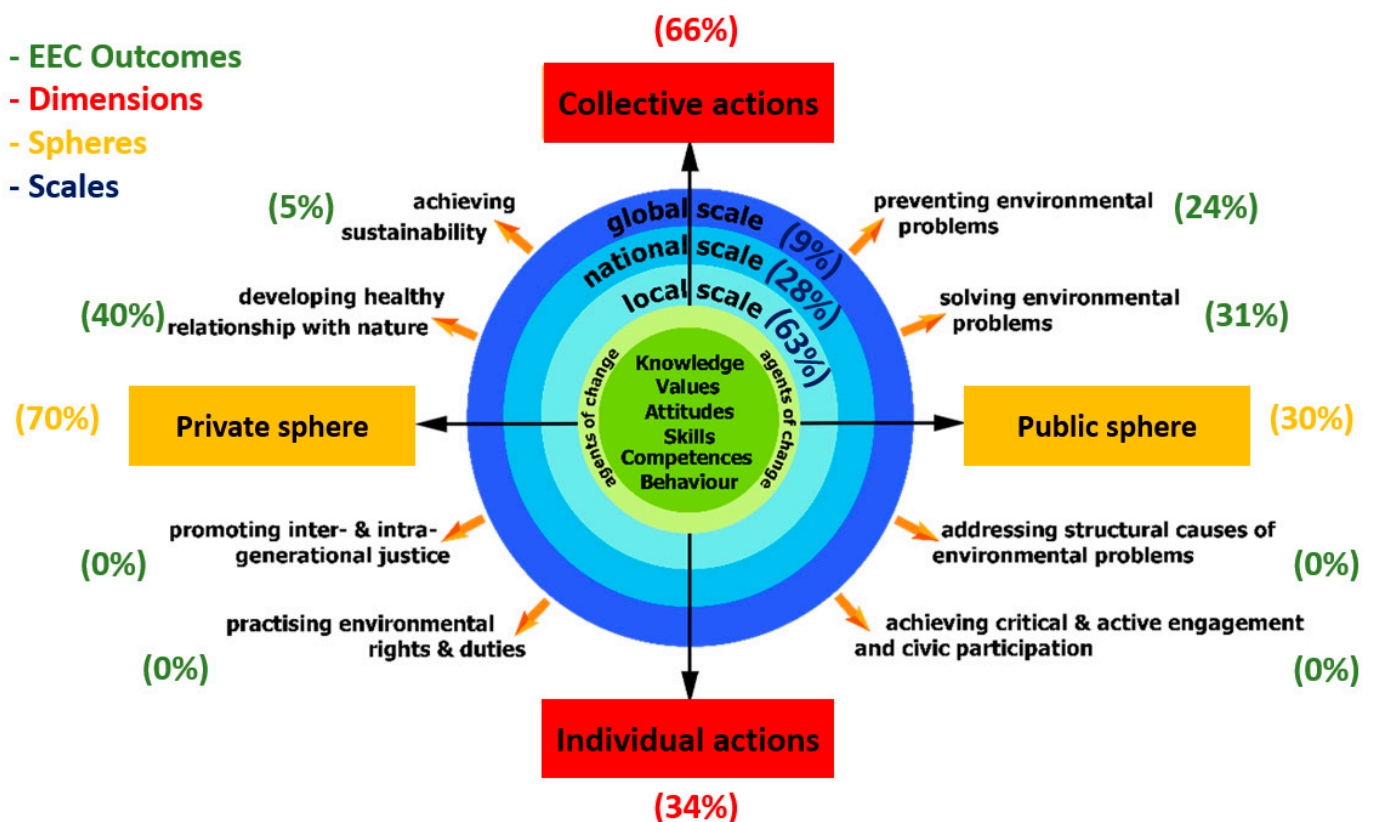 (66%)
- EEC Outcomes
- Dimensions
- Spheres
- Scales
Collective actions
(5%)
achieving
sustainability
global scale (9%)
national scale (28%)
local scale (63%)
preventing environmental
problems
(24%)
(40%)
developing healthy
relationship with nature
solving environmental
problems
(31%)
agents of change
Knowledge
Values
Attitudes
Skills
Competences
Behaviour
agents of change
(70%)
Private sphere
Public sphere
(30%)
promoting inter- & intra-
generational justice
(0%)
addressing structural causes of
environmental problems
(0%)
practising environmental
rights & duties
(0%)
achieving critical & active engagement
and civic participation
(0%)
Individual actions
(34%)